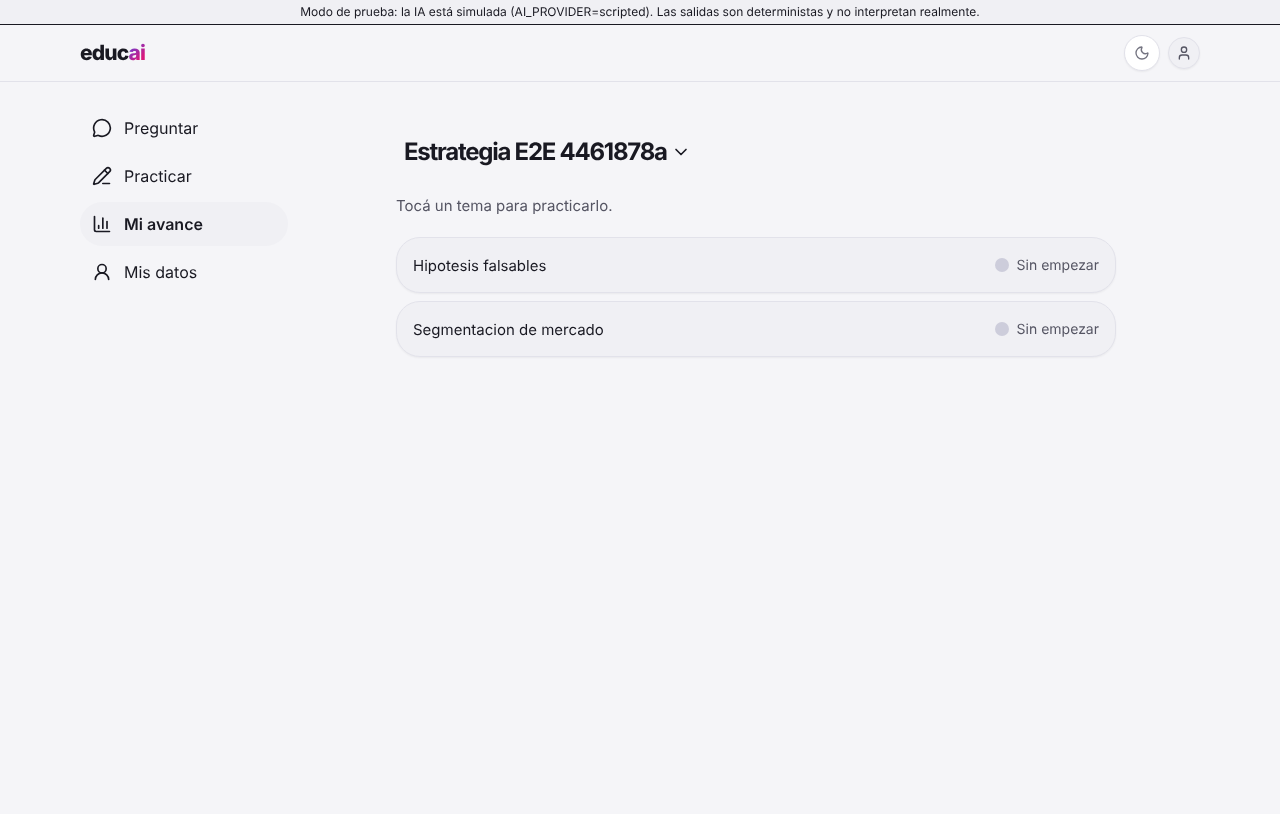 Modo de prueba: la IA está simulada (AI_PROVIDER=scripted). Las salidas son deterministas y no interpretan realmente.
educai
Preguntar
Practicar
Mi avance
Mis datos
Estrategia E2E 4461878a
Tocá un tema para practicarlo.
Hipotesis falsables
Sin empezar
Segmentacion de mercado
Sin empezar